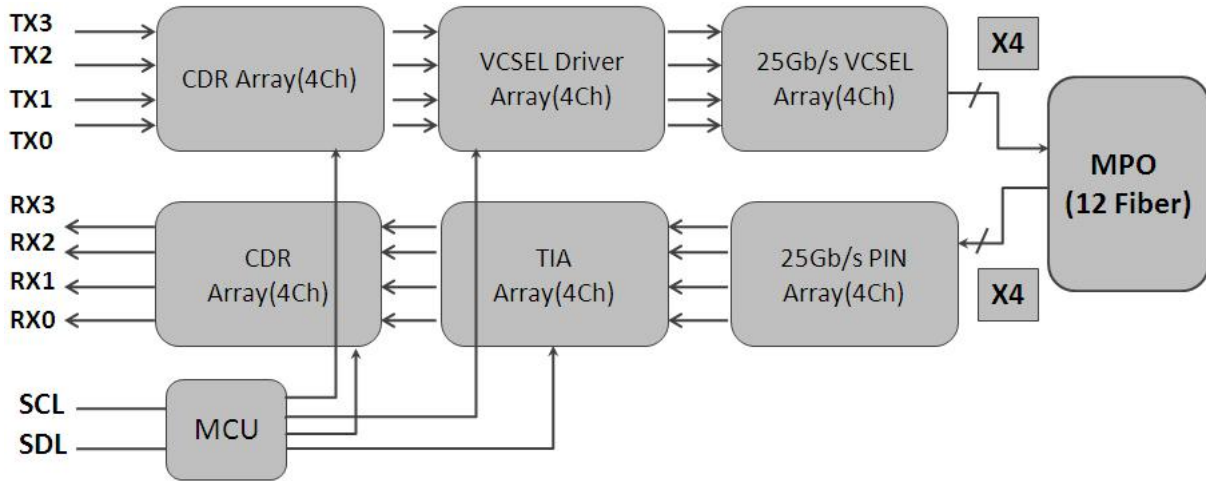 TX3
TX2
TX1
TX0
CDR Array(4Ch)
VCSEL Driver
Array(4Ch)
25Gb/s VCSEL
Array(4Ch)
X4
MPO
(12 Fiber)
RX3
RX2
RX1
RX0
CDR
Array(4Ch)
TIA
Array(4Ch)
25Gb/s PIN
Array(4Ch)
X4
SCL
SDL
MCU